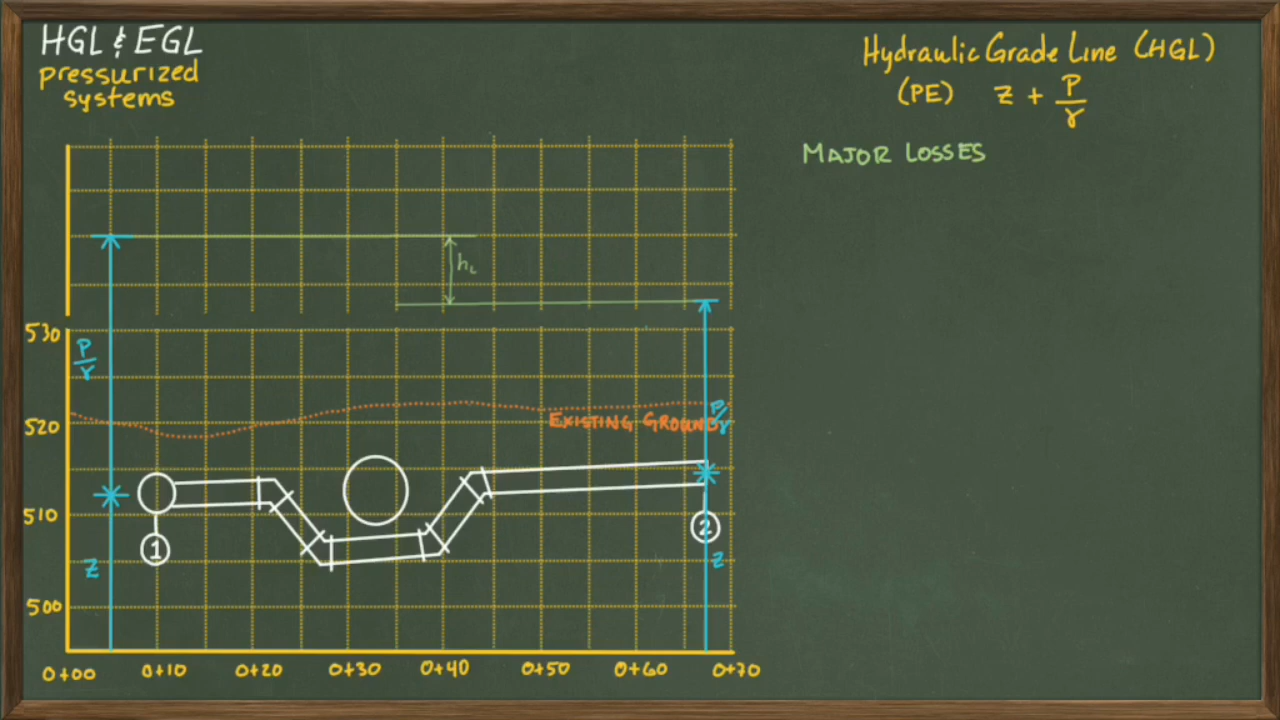 HGL & EGL
pressurized
systems
Hydraulic Grade Line (HGL)
(PE) z + P/γ
MAJOR LOSSES
hL
530
P/γ
P/γ
520
EXISTING GROUND
510
1
2
z
z
500
0+00 0+10 0+20 0+30 0+40 0+50 0+60 0+70